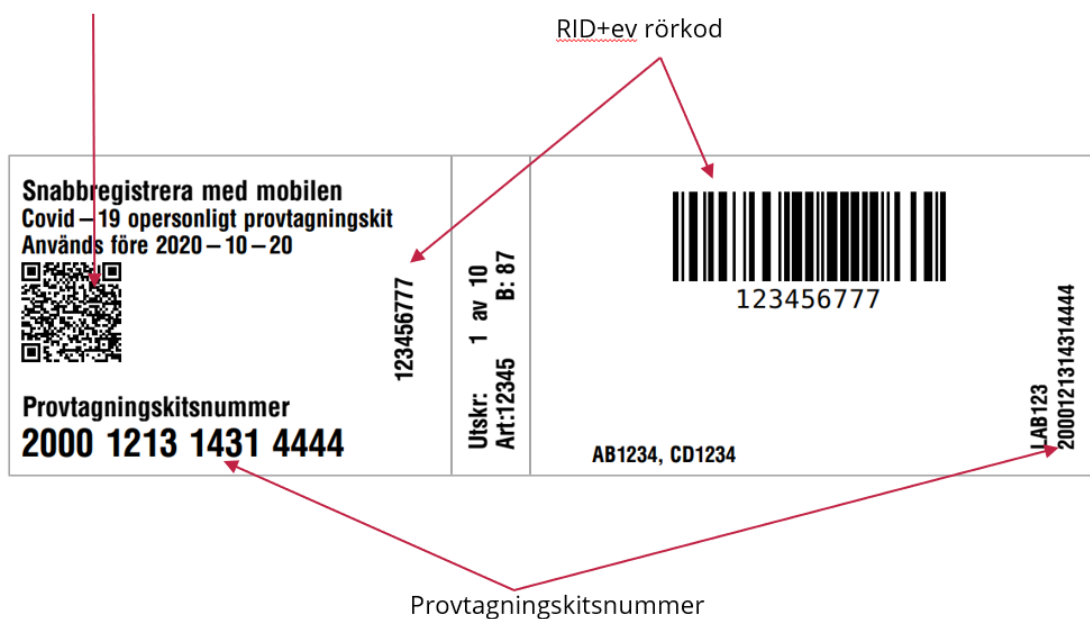 RID+ev rörkod
Snabbregistrera med mobilen
Covid – 19 opersonligt provtagningskit
Används före 2020 – 10 – 20
123456777
Provtagningskitsnummer
2000 1213 1431 4444
Utskr: 1 av 10
Art:12345 B: 87
123456777
AB1234, CD1234
LAB123
2000121314314444
Provtagningskitsnummer